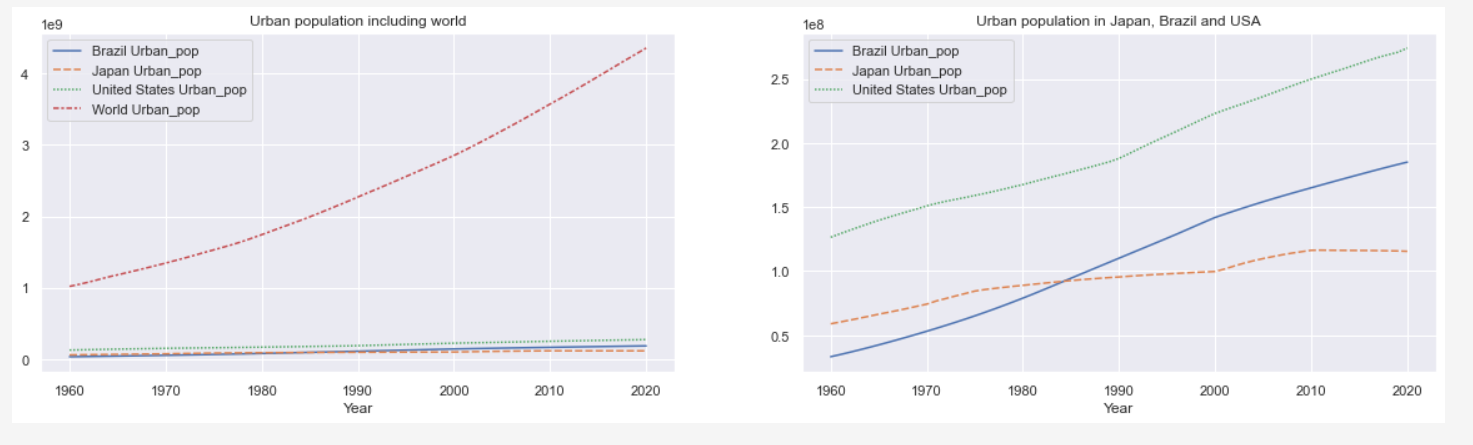 Urban population including world
1e9
Brazil Urban_pop
Japan Urban_pop
United States Urban_pop
World Urban_pop
4
3
2
1
0
1960 1970 1980 1990 2000 2010 2020
Year
Urban population in Japan, Brazil and USA
1e8
Brazil Urban_pop
Japan Urban_pop
United States Urban_pop
2.5
2.0
1.5
1.0
0.5
1960 1970 1980 1990 2000 2010 2020
Year